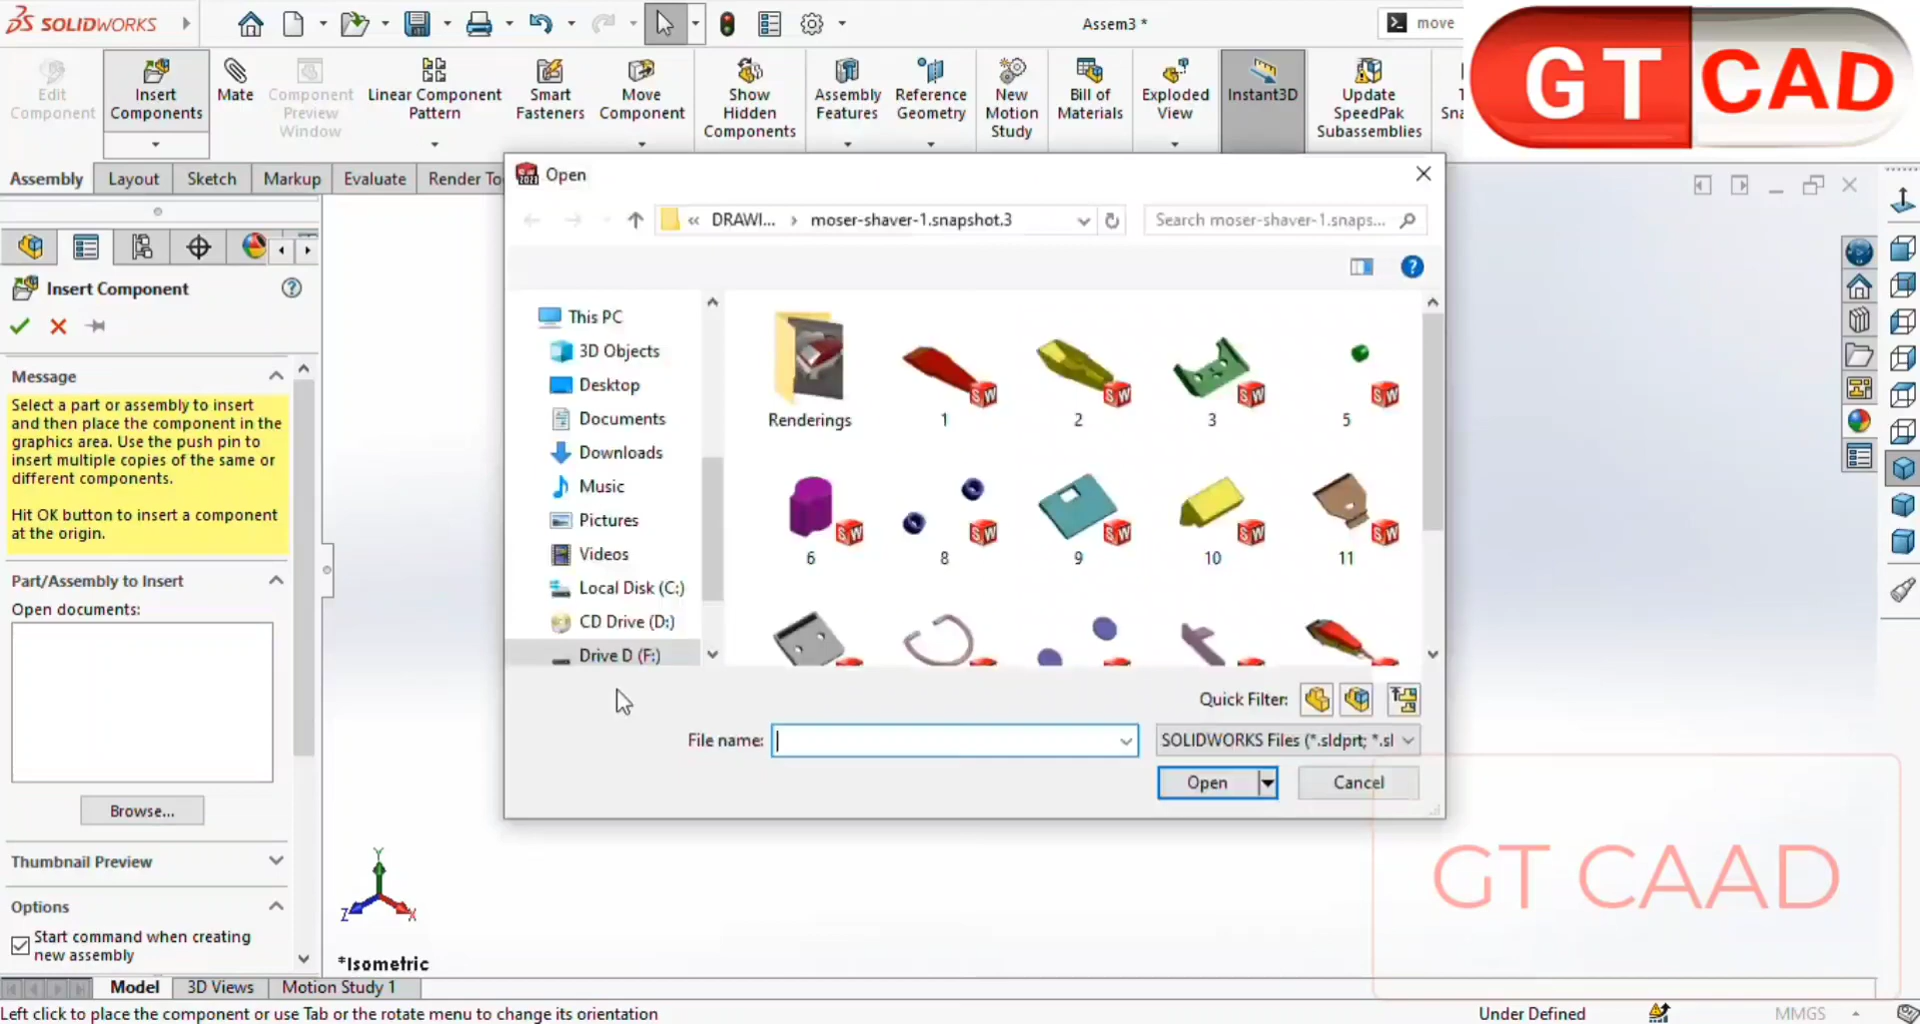 SOLIDWORKS
Assem3 *
move
GT CAD
Edit
Component
Insert
Components
Mate
Component
Preview
Window
Linear Component
Pattern
Smart
Fasteners
Move
Component
Show
Hidden
Components
Assembly
Features
Reference
Geometry
New
Motion
Study
Bill of
Materials
Exploded
View
Instant3D
Update
SpeedPak
Subassemblies
Assembly
Layout
Sketch
Markup
Evaluate
Render To
Insert Component
Message
Select a part or assembly to insert
and then place the component in the
graphics area. Use the push pin to
insert multiple copies of the same or
different components.
Hit OK button to insert a component
at the origin.
Part/Assembly to Insert
Open documents:
Browse...
Thumbnail Preview
Options
Start command when creating
new assembly
Open
« DRAWI... › moser-shaver-1.snapshot.3
Search moser-shaver-1.snaps...
This PC
3D Objects
Desktop
Documents
Downloads
Music
Pictures
Videos
Local Disk (C:)
CD Drive (D:)
Drive D (F:)
Renderings
1
2
3
5
6
8
9
10
11
Quick Filter:
File name:
SOLIDWORKS Files (*.sldprt; *.sl
Open
Cancel
GT CAAD
Y
Z
X
*Isometric
Model
3D Views
Motion Study 1
Left click to place the component or use Tab or the rotate menu to change its orientation
Under Defined
MMGS